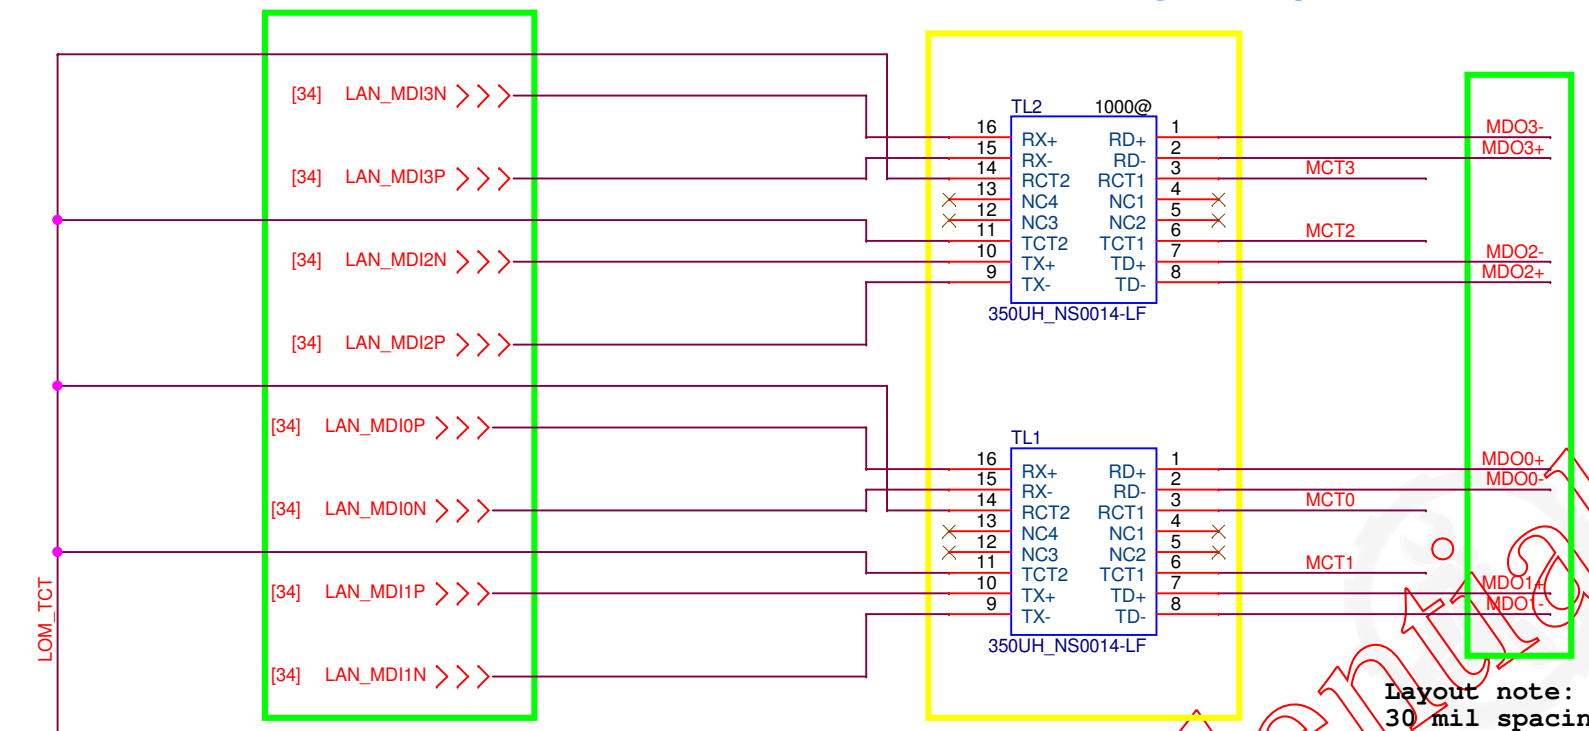 [34] LAN_MDI3N
[34] LAN_MDI3P
[34] LAN_MDI2N
[34] LAN_MDI2P
[34] LAN_MDI0P
[34] LAN_MDI0N
[34] LAN_MDI1P
[34] LAN_MDI1N
LOM_TCT
TL2 1000@
16 RX+ RD+ 1 MDO3-
15 RX- RD- 2 MDO3+
14 RCT2 RCT1 3 MCT3
13 NC4 NC1 4
12 NC3 NC2 5
11 TCT2 TCT1 6 MCT2
10 TX+ TD+ 7 MDO2-
9 TX- TD- 8 MDO2+
350UH_NS0014-LF
TL1
16 RX+ RD+ 1 MDO0+
15 RX- RD- 2 MDO0-
14 RCT2 RCT1 3 MCT0
13 NC4 NC1 4
12 NC3 NC2 5
11 TCT2 TCT1 6 MCT1
10 TX+ TD+ 7 MDO1+
9 TX- TD- 8 MDO1-
350UH_NS0014-LF
Layout note:
30 mil spacin